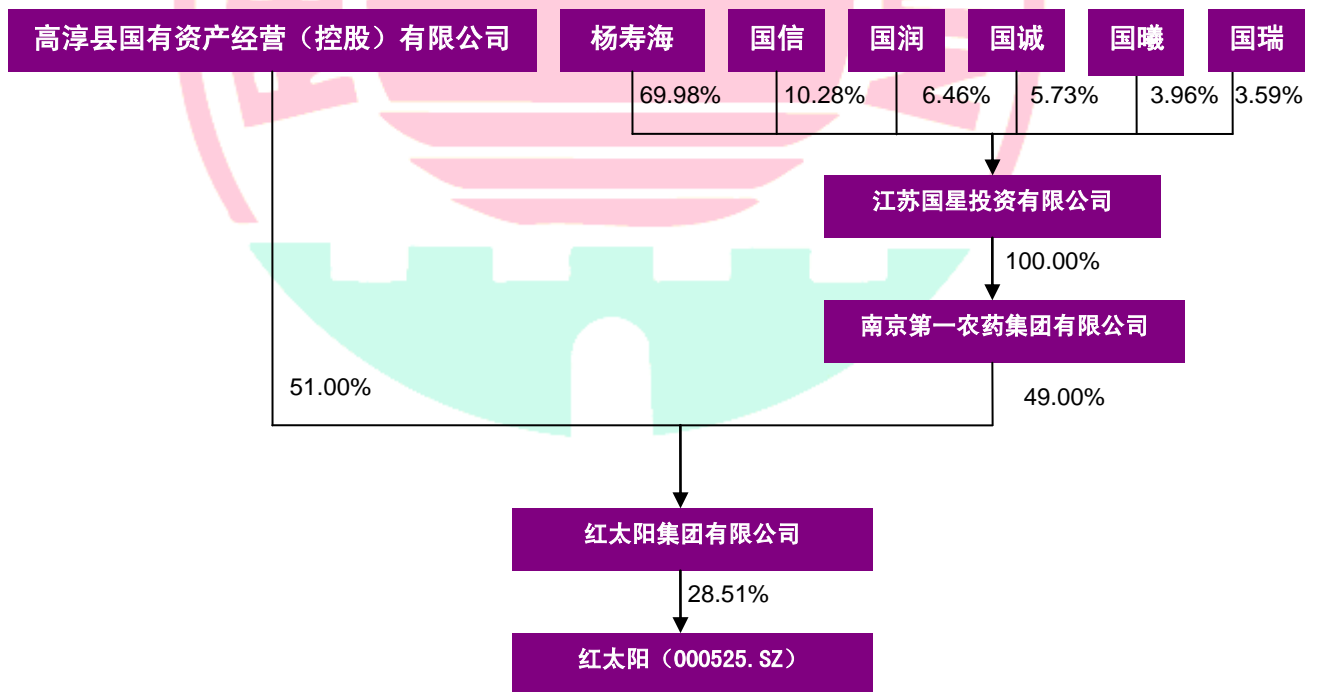 高淳县国有资产经营（控股）有限公司
杨寿海
国信
国润
国诚
国曦
国瑞
69.98%
10.28%
6.46%
5.73%
3.96%
3.59%
江苏国星投资有限公司
100.00%
南京第一农药集团有限公司
51.00%
49.00%
红太阳集团有限公司
28.51%
红太阳（000525.SZ）